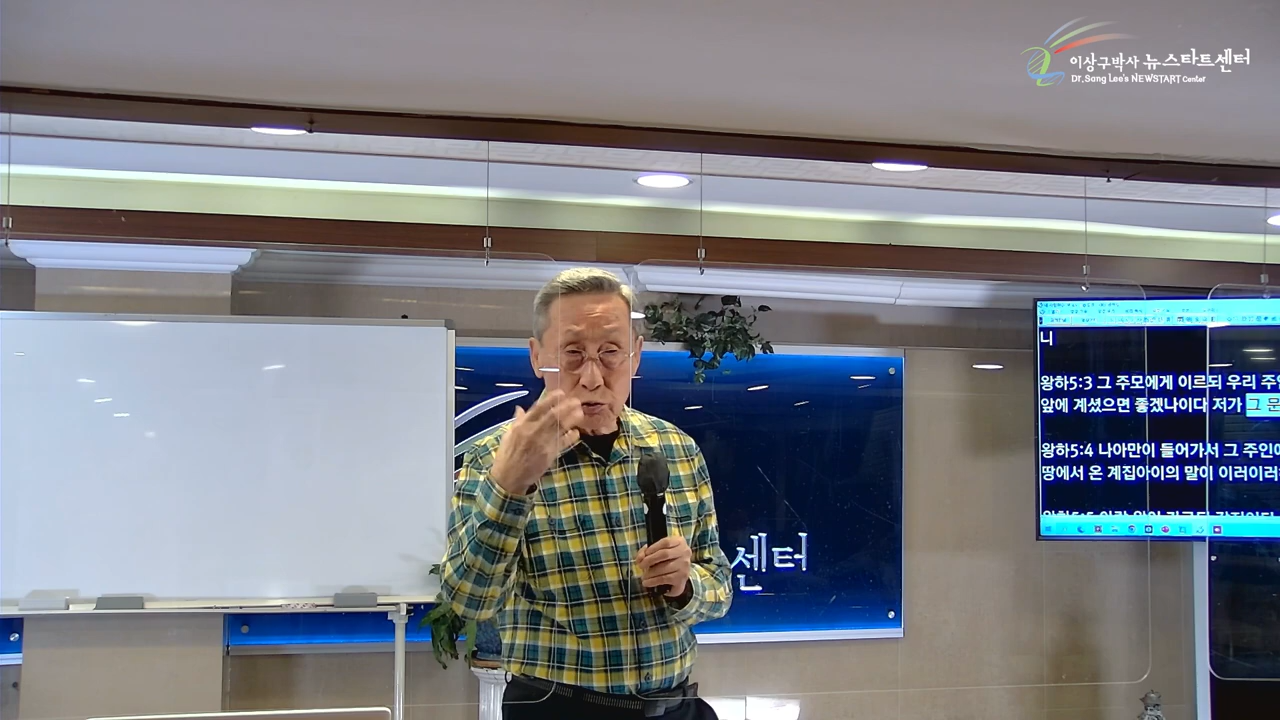 이상구박사 뉴스타트센터
Dr. Sang Lee's NEWSTART Center
니
왕하5:3 그 주모에게 이르되 우리 주인
앞에 계셨으면 좋겠나이다 저가 그 문
왕하5:4 나아만이 들어가서 그 주인에
땅에서 온 계집아이의 말이 이러이러
센터